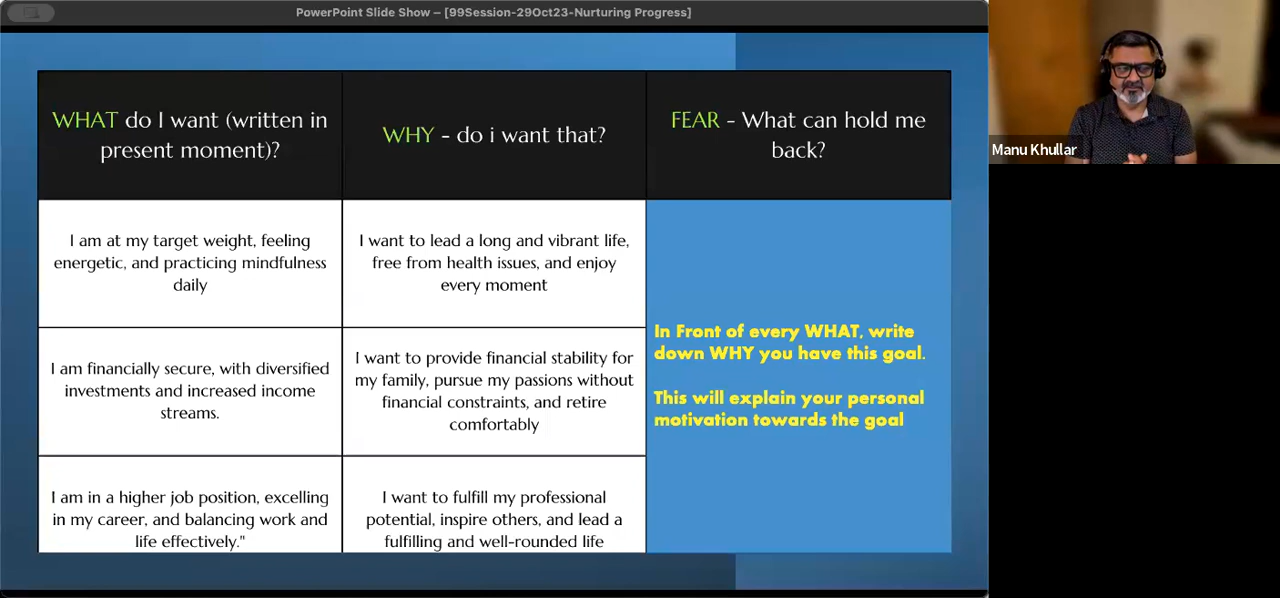 PowerPoint Slide Show – [99Session-29Oct23-Nurturing Progress]
WHAT do I want (written in
present moment)?
WHY - do i want that?
FEAR - What can hold me
back?
I am at my target weight, feeling
energetic, and practicing mindfulness
daily
I want to lead a long and vibrant life,
free from health issues, and enjoy
every moment
I am financially secure, with diversified
investments and increased income
streams.
I want to provide financial stability for
my family, pursue my passions without
financial constraints, and retire
comfortably
I am in a higher job position, excelling
in my career, and balancing work and
life effectively."
I want to fulfill my professional
potential, inspire others, and lead a
fulfilling and well-rounded life
In Front of every WHAT, write
down WHY you have this goal.
This will explain your personal
motivation towards the goal
Manu Khullar